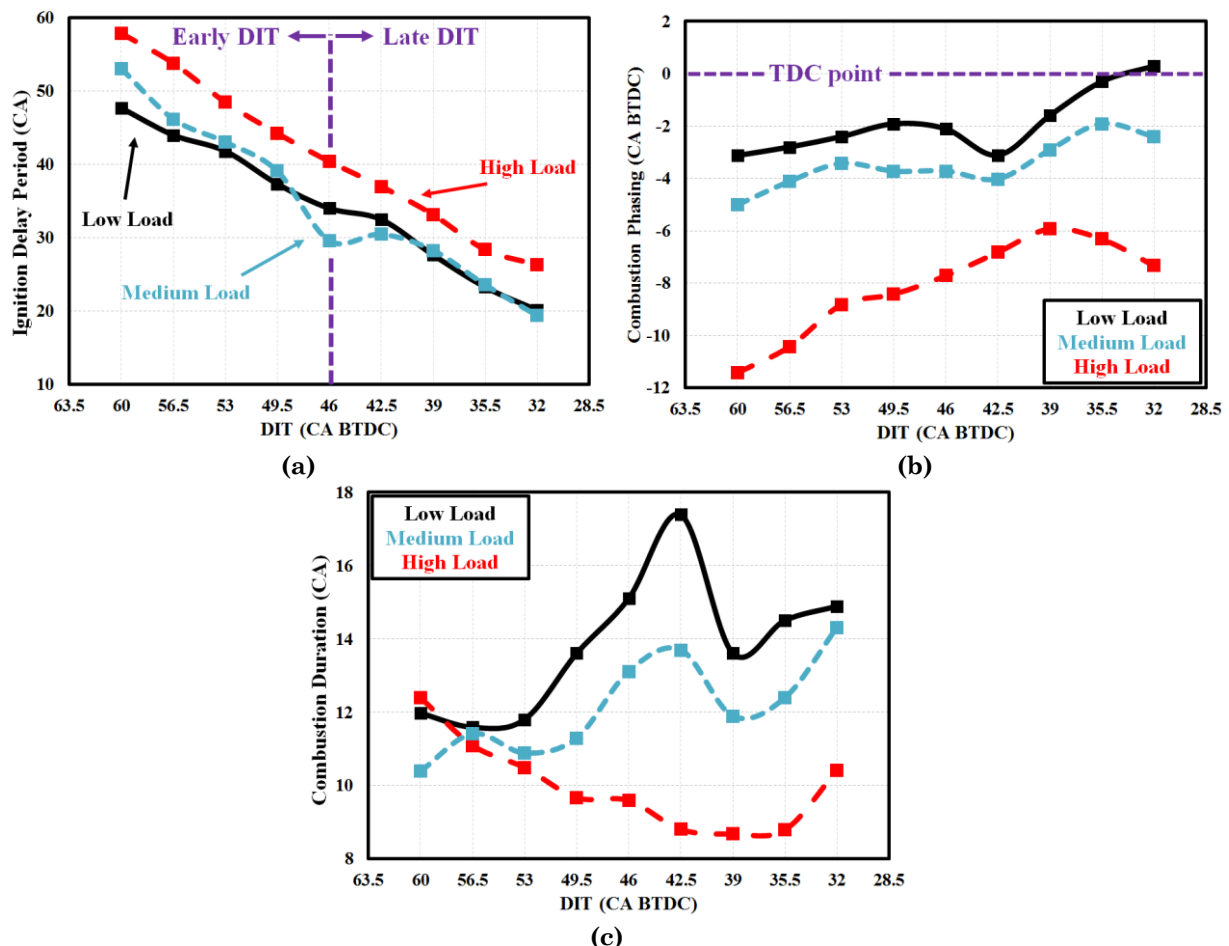 60
50
40
30
20
10
Ignition Delay Period (CA)
Early DIT
Late DIT
High Load
Low Load
Medium Load
63.5 60 56.5 53 49.5 46 42.5 39 35.5 32 28.5
DIT (CA BTDC)
(a)
2
0
-2
-4
-6
-8
-10
-12
Combustion Phasing (CA BTDC)
TDC point
Low Load
Medium Load
High Load
63.5 60 56.5 53 49.5 46 42.5 39 35.5 32 28.5
DIT (CA BTDC)
(b)
18
16
14
12
10
8
Combustion Duration (CA)
Low Load
Medium Load
High Load
63.5 60 56.5 53 49.5 46 42.5 39 35.5 32 28.5
DIT (CA BTDC)
(c)